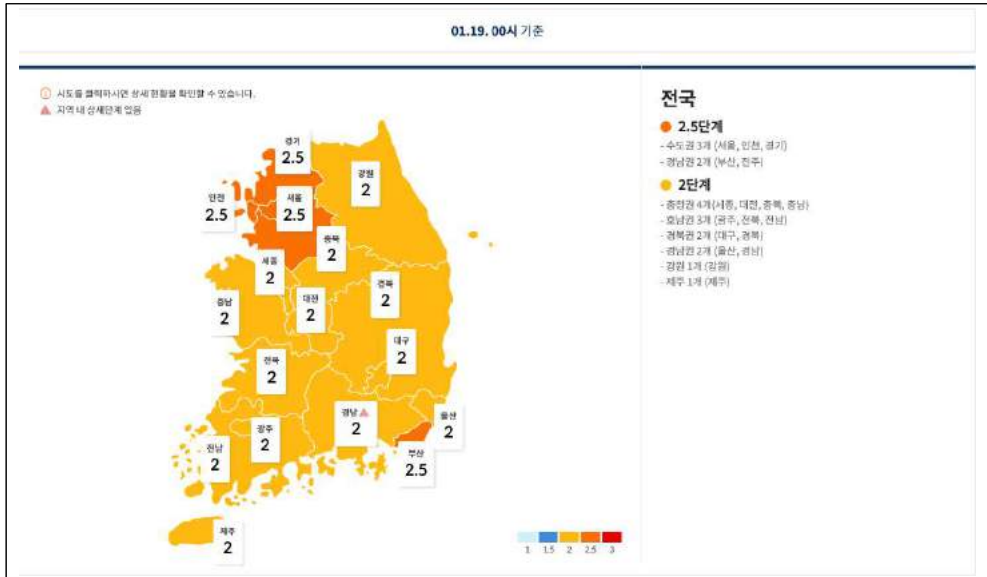 01.19. 00시 기준
시도를 클릭하시면 상세현황을 확인할 수 있습니다.
지역 내 상세단계 있음
경기
2.5
강원
2
인천
2.5
서울
2.5
충북
2
세종
2
대전
2
경북
2
충남
2
대구
2
전북
2
경남
2
울산
2
광주
2
전남
2
부산
2.5
제주
2
1 1.5 2 2.5 3
전국
2.5단계
- 수도권 3개 (서울, 인천, 경기)
- 경남권 2개 (부산, 진주)
2단계
- 충청권 4개(세종, 대전, 충북, 충남)
- 호남권 3개 (광주, 전북, 전남)
- 경북권 2개 (대구, 경북)
- 경남권 2개 (울산, 경남)
- 강원 1개 (강원)
- 제주 1개 (제주)